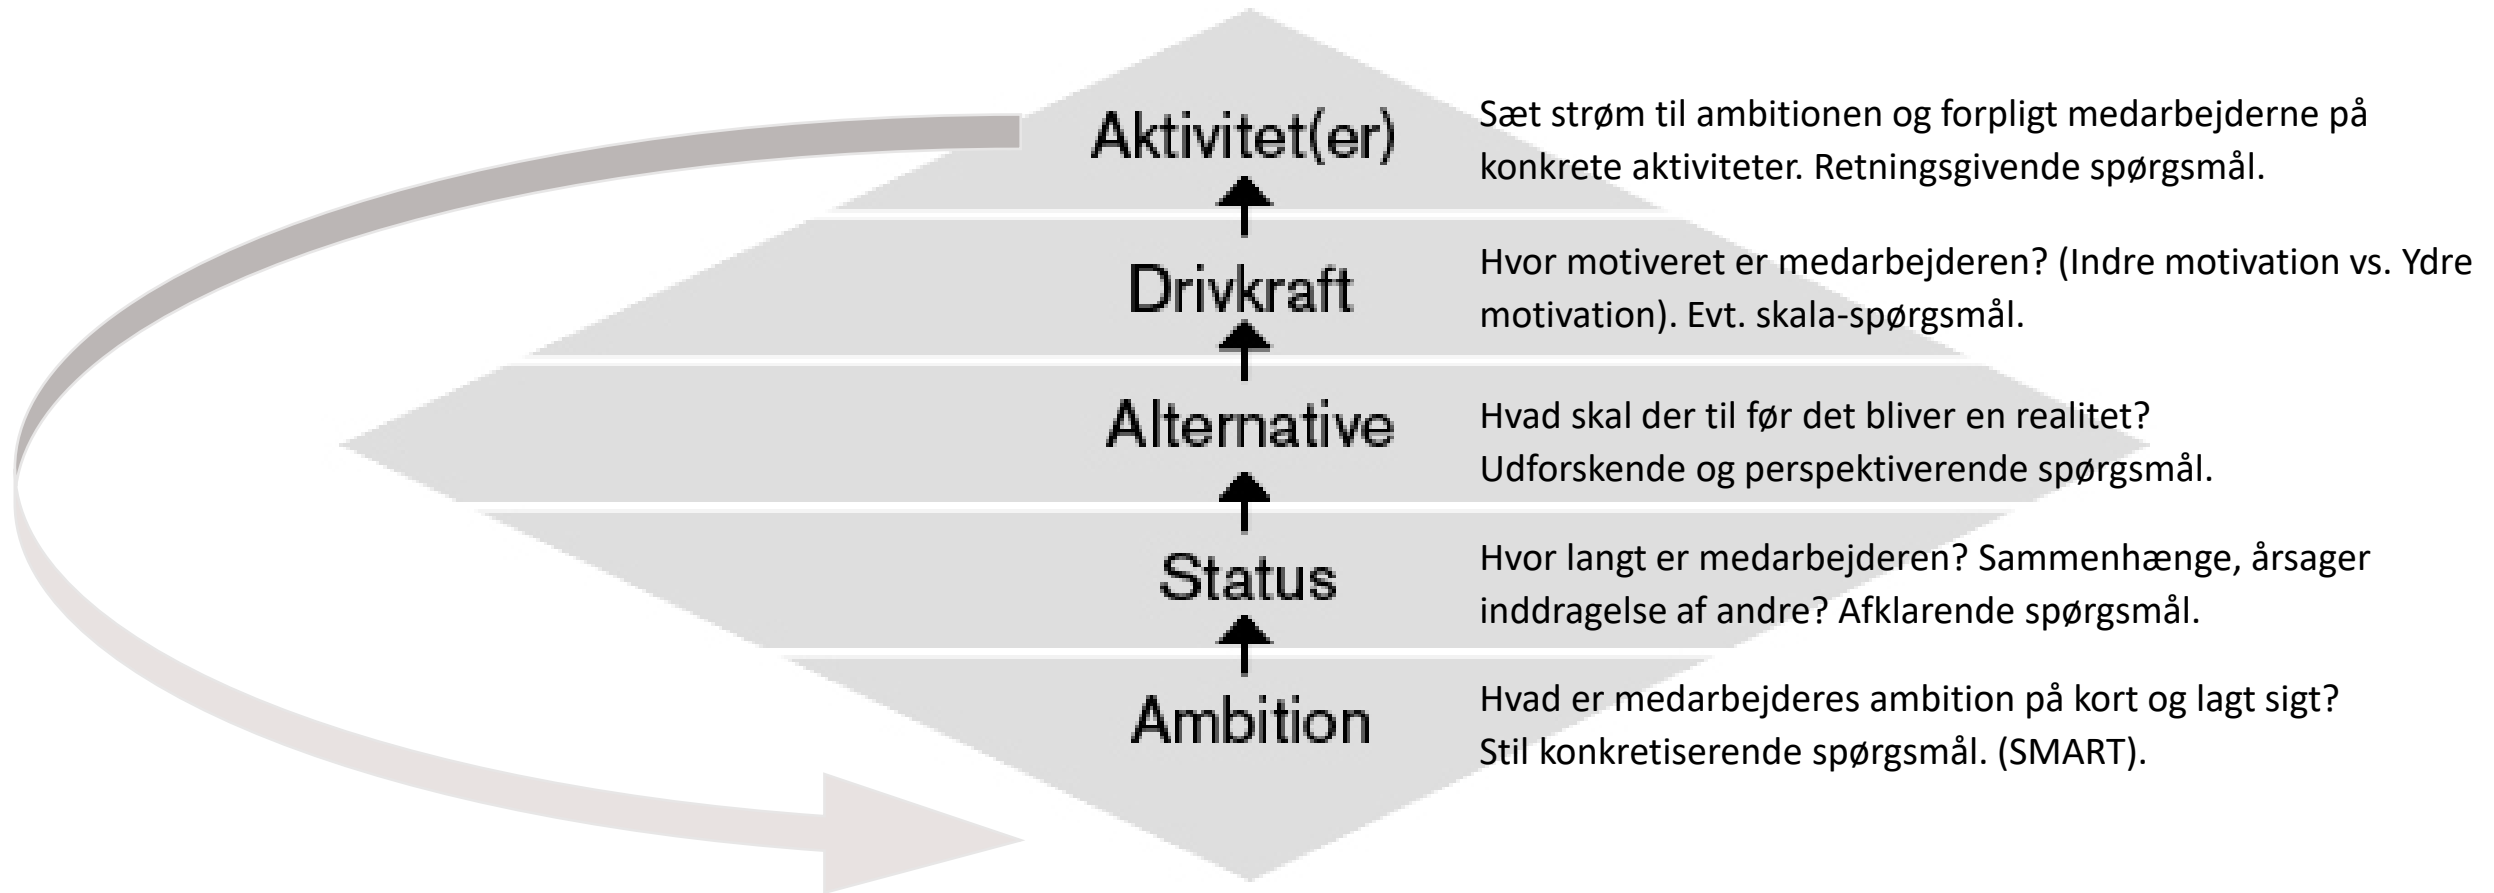 Aktivitet(er)
Sæt strøm til ambitionen og forpligt medarbejderne på
konkrete aktiviteter. Retningsgivende spørgsmål.
Drivkraft
Hvor motiveret er medarbejderen? (Indre motivation vs. Ydre
motivation). Evt. skala-spørgsmål.
Alternative
Hvad skal der til før det bliver en realitet?
Udforskende og perspektiverende spørgsmål.
Status
Hvor langt er medarbejderen? Sammenhænge, årsager
inddragelse af andre? Afklarende spørgsmål.
Ambition
Hvad er medarbejderes ambition på kort og lagt sigt?
Stil konkretiserende spørgsmål. (SMART).